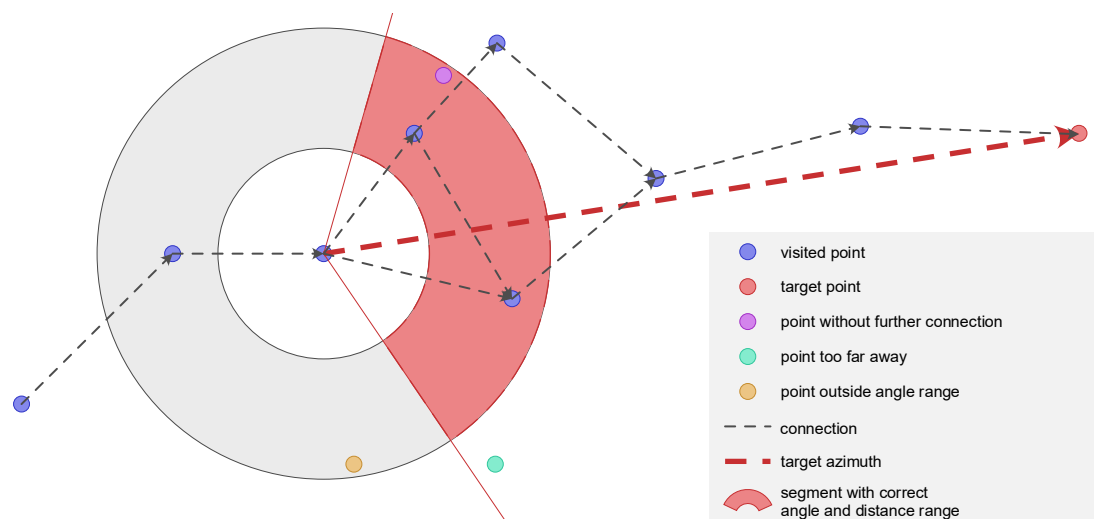 visited point
target point
point without further connection
point too far away
point outside angle range
connection
target azimuth
segment with correct
angle and distance range